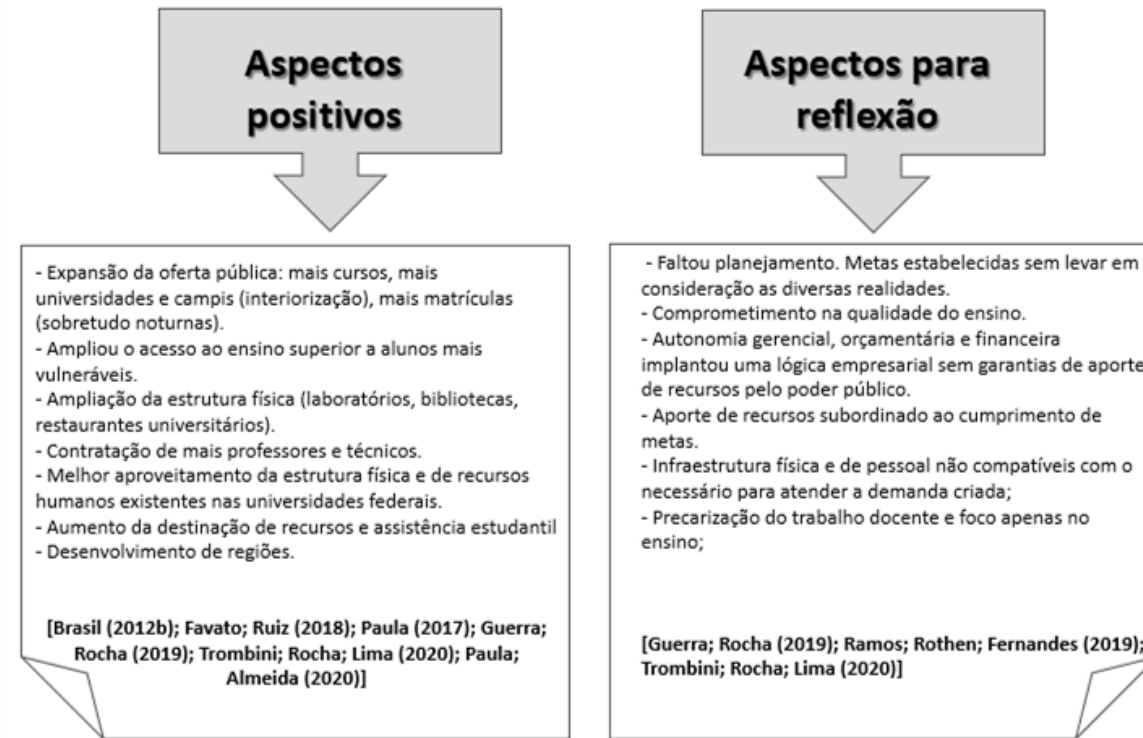 Aspectos
positivos
- Expansão da oferta pública: mais cursos, mais
universidades e campis (interiorização), mais matrículas
(sobretudo noturnas).
- Ampliou o acesso ao ensino superior a alunos mais
vulneráveis.
- Ampliação da estrutura física (laboratórios, bibliotecas,
restaurantes universitários).
- Contratação de mais professores e técnicos.
- Melhor aproveitamento da estrutura física e de recursos
humanos existentes nas universidades federais.
- Aumento da destinação de recursos e assistência estudantil
- Desenvolvimento de regiões.
[Brasil (2012b); Favato; Ruiz (2018); Paula (2017); Guerra;
Rocha (2019); Trombini; Rocha; Lima (2020); Paula;
Almeida (2020)]
Aspectos para
reflexão
- Faltou planejamento. Metas estabelecidas sem levar em
consideração as diversas realidades.
- Comprometimento na qualidade do ensino.
- Autonomia gerencial, orçamentária e financeira
implantou uma lógica empresarial sem garantias de aporte
de recursos pelo poder público.
- Aporte de recursos subordinado ao cumprimento de
metas.
- Infraestrutura física e de pessoal não compatíveis com o
necessário para atender a demanda criada;
- Precarização do trabalho docente e foco apenas no
ensino;
[Guerra; Rocha (2019); Ramos; Rothen; Fernandes (2019);
Trombini; Rocha; Lima (2020)]